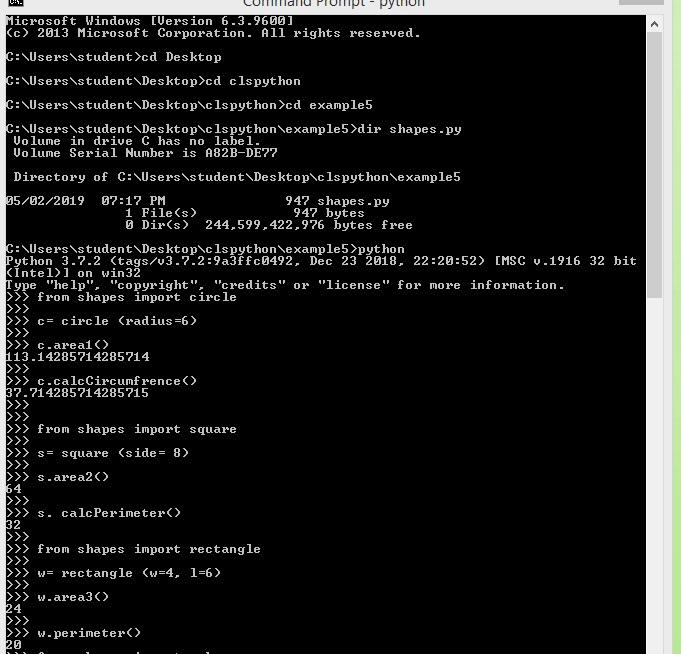 Command Prompt - python
Microsoft Windows [Version 6.3.9600]
(c) 2013 Microsoft Corporation. All rights reserved.
C:\Users\student>cd Desktop
C:\Users\student\Desktop>cd clspython
C:\Users\student\Desktop\clspython>cd example5
C:\Users\student\Desktop\clspython\example5>dir shapes.py
Volume in drive C has no label.
Volume Serial Number is A82B-DE77
Directory of C:\Users\student\Desktop\clspython\example5
05/02/2019 07:17 PM 947 shapes.py
1 File(s) 947 bytes
0 Dir(s) 244,599,422,976 bytes free
C:\Users\student\Desktop\clspython\example5>python
Python 3.7.2 (tags/v3.7.2:9a3ffc0492, Dec 23 2018, 22:20:52) [MSC v.1916 32 bit
(Intel)] on win32
Type "help", "copyright", "credits" or "license" for more information.
>>> from shapes import circle
>>>
>>> c= circle (radius=6)
>>>
>>> c.area1()
113.14285714285714
>>>
>>> c.calcCircumfrence()
37.714285714285715
>>>
>>>
>>> from shapes import square
>>>
>>> s= square (side= 8)
>>>
>>> s.area2()
64
>>>
>>> s. calcPerimeter()
32
>>>
>>> from shapes import rectangle
>>>
>>> w= rectangle (w=4, l=6)
>>>
>>> w.area3()
24
>>>
>>> w.perimeter()
20